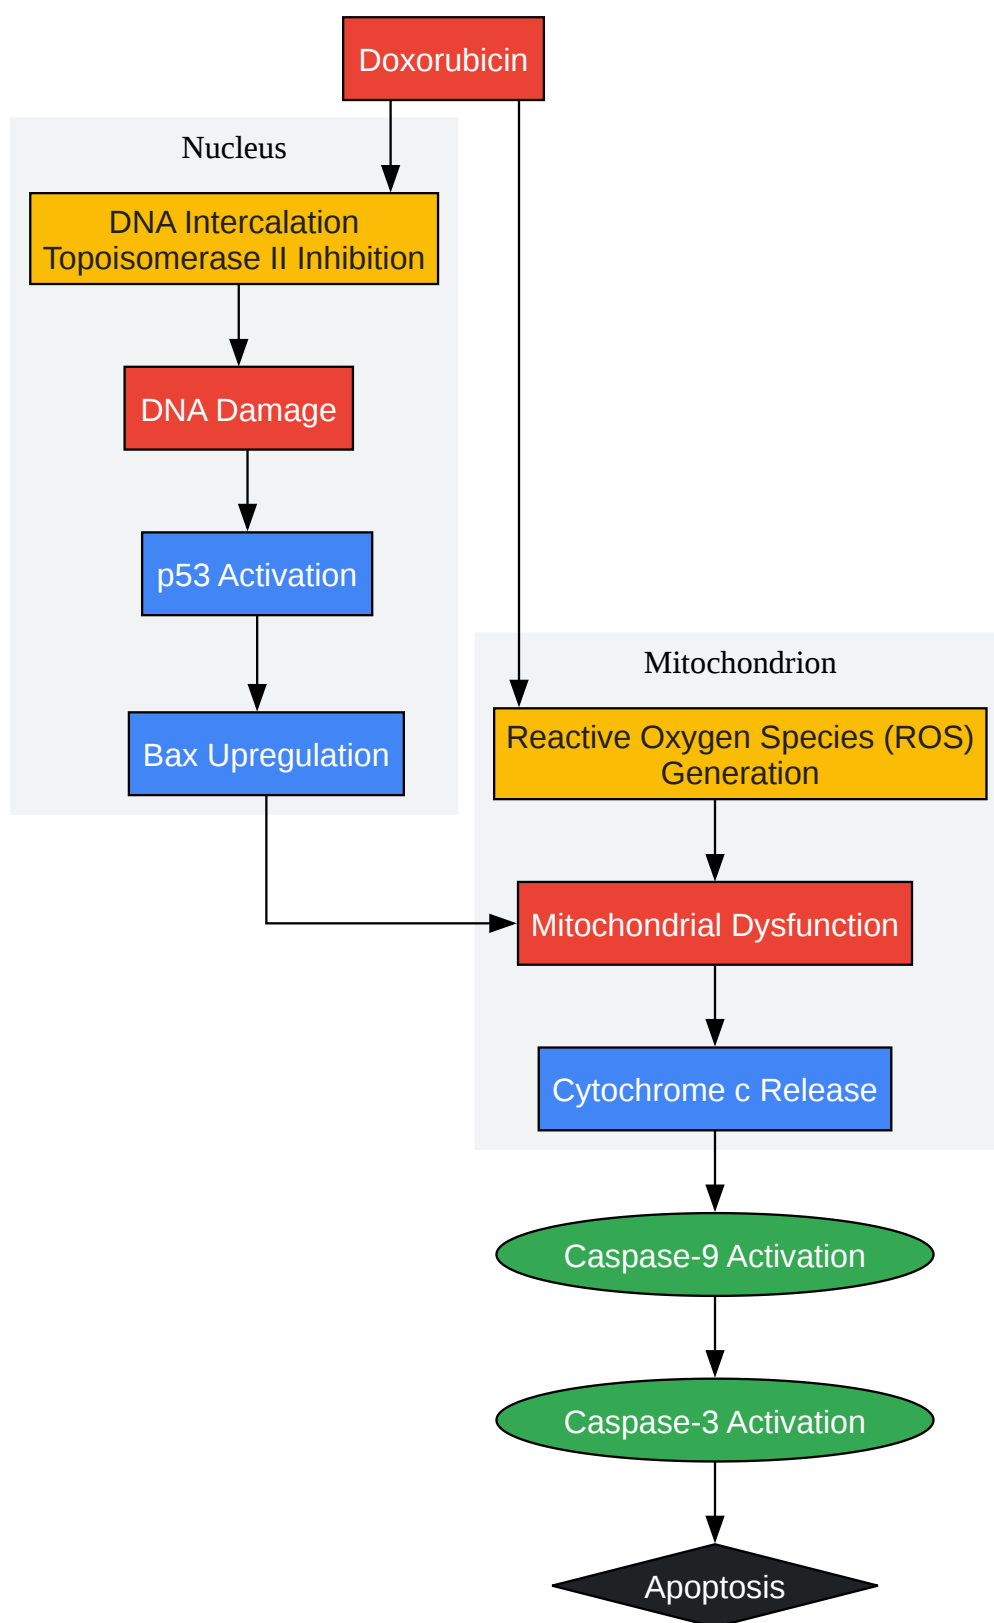 Doxorubicin
Nucleus
DNA Intercalation
Topoisomerase II Inhibition
DNA Damage
p53 Activation
Bax Upregulation
Mitochondrion
Reactive Oxygen Species (ROS)
Generation
Mitochondrial Dysfunction
Cytochrome c Release
Caspase-9 Activation
Caspase-3 Activation
Apoptosis